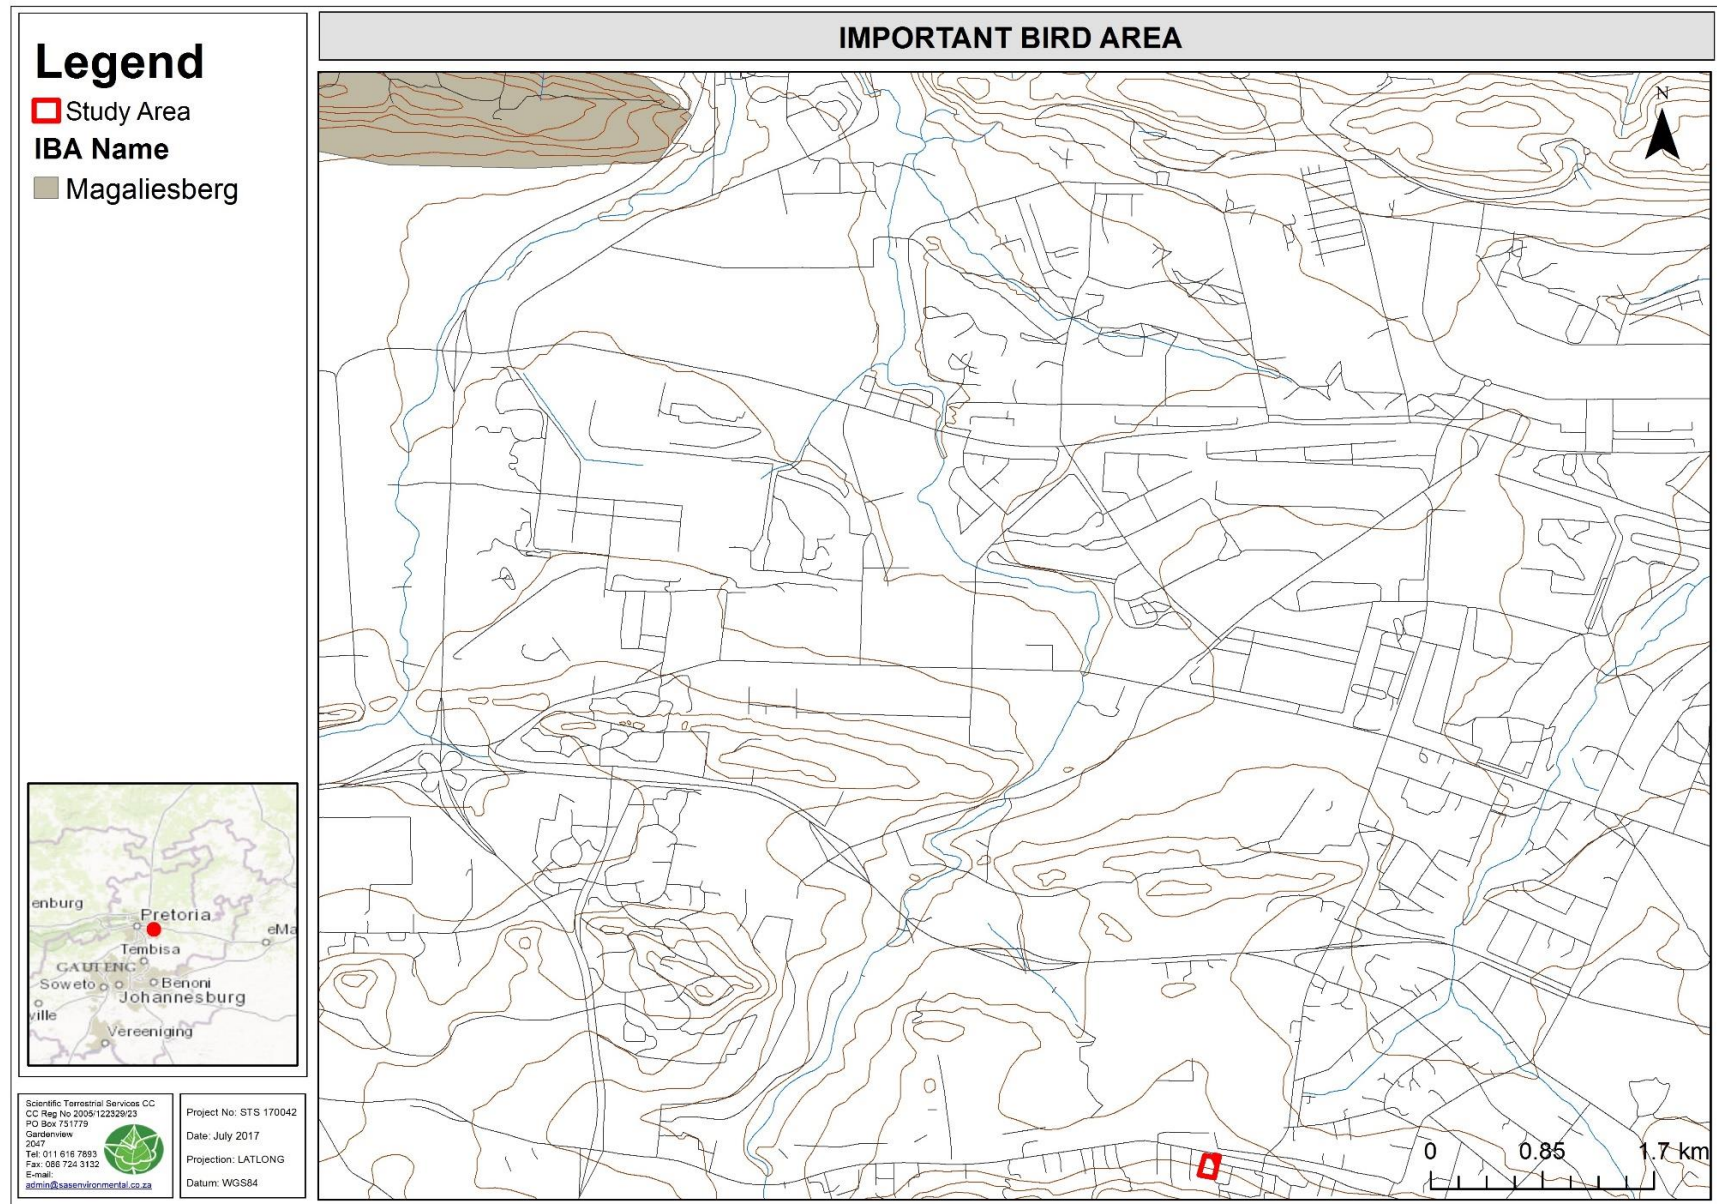 IMPORTANT BIRD AREA
Legend
Study Area
IBA Name
Magaliesberg
N
enburg
Pretoria
eMa
Tembisa
GAUTENG
Soweto
Benoni
Johannesburg
ville
Vereeniging
Scientific Terrestrial Services CC
CC Reg No 2005/122329/23
PO Box 751779
Gardenview
2047
Tel: 011 616 7893
Fax: 086 724 3132
E-mail:
admin@sasenvironmental.co.za
Project No: STS 170042
Date: July 2017
Projection: LATLONG
Datum: WGS84
0 0.85 1.7 km